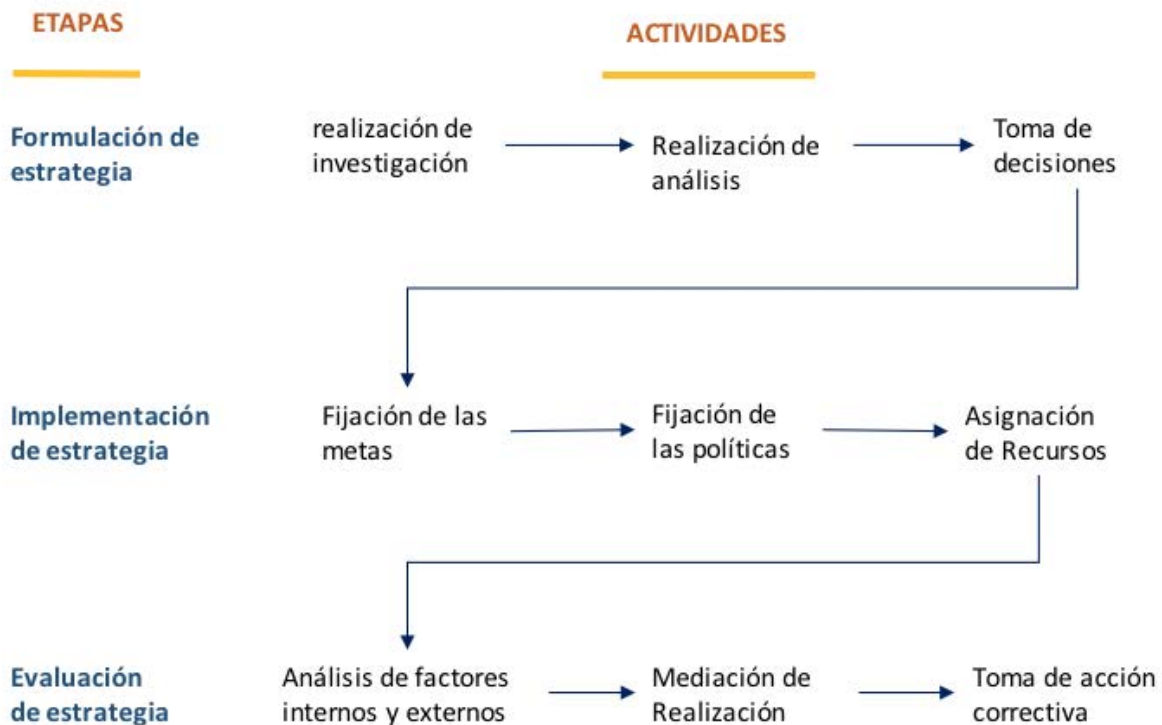 ETAPAS
ACTIVIDADES
Formulación de
estrategia
realización de
investigación
Realización de
análisis
Toma de
decisiones
Implementación
de estrategia
Fijación de las
metas
Fijación de
las políticas
Asignación
de Recursos
Evaluación
de estrategia
Análisis de factores
internos y externos
Mediación de
Realización
Toma de acción
correctiva